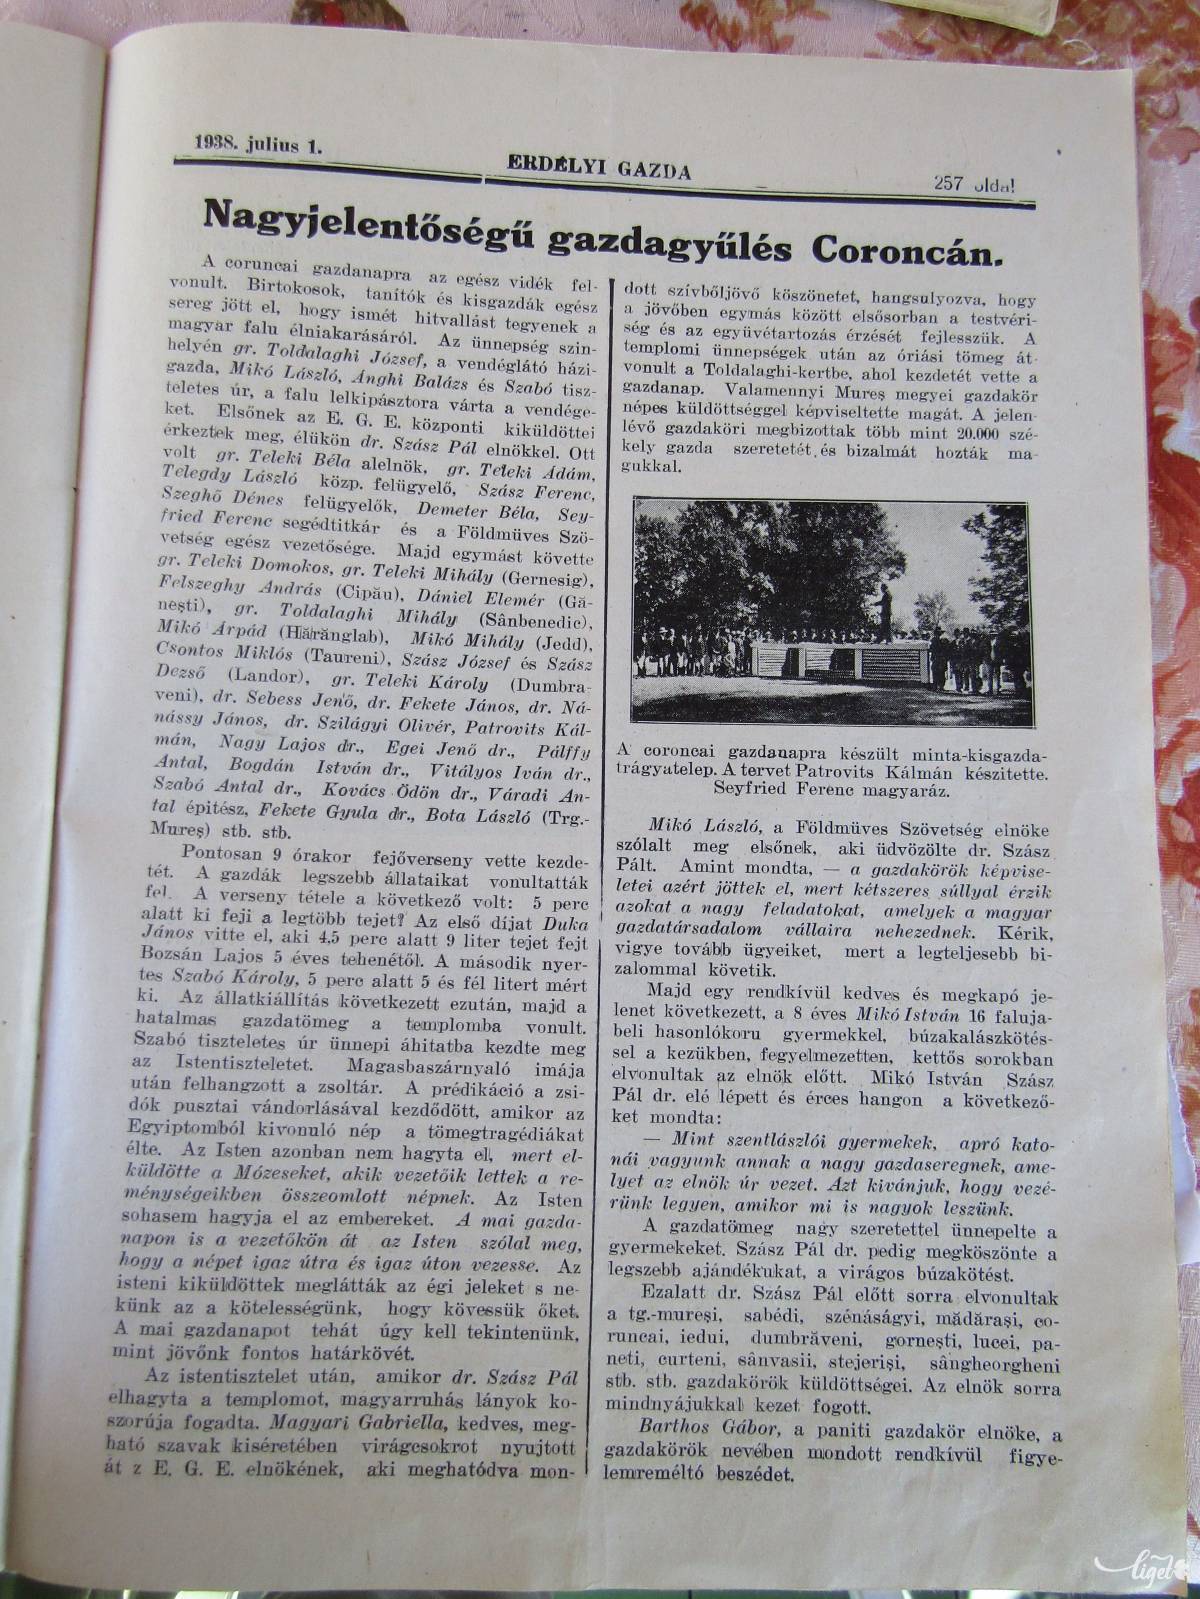 1938. julius 1.
ERDÉLYI GAZDA
257 olda!
Nagyjelentőségű gazdagyűlés Coroncán.
A coruncai gazdanapra az egész vidék fel-
vonult. Birtokosok, tanítók és kisgazdák egész
sereg jött el, hogy ismét hitvallást tegyenek a
magyar falu élniakarásáról. Az ünnepség szin-
helyén gr. Toldalaghi József, a vendéglátó házi-
gazda, Mikó László, Anghi Balázs és Szabó tisz-
teletes úr, a falu lelkipásztora várta a vendége-
ket. Elsőnek az E. G. E. központi kiküldöttei
érkeztek meg, élükön dr. Szász Pál elnökkel. Ott
volt gr. Teleki Béla alelnök, gr. Teleki Ádám,
Telegdy László közp. felügyelő, Szász Ferenc,
Szeghő Dénes felügyelők, Demeter Béla, Sey-
fried Ferenc segédtitkár és a Földmüves Szö-
vetség egész vezetősége. Majd egymást követte
gr. Teleki Domokos, gr. Teleki Mihály (Gernesig),
Felszeghy András (Cipău), Dániel Elemér (Gă-
nești), gr. Toldalaghi Mihály (Sânbenedic),
Mikó Árpád (Hărănglab), Mikó Mihály (Jedd),
Csontos Miklós (Taureni), Szász József és Szász
Dezső (Landor), gr. Teleki Károly (Dumbra-
veni), dr. Sebess Jenő, dr. Fekete János, dr. Ná-
nássy János, dr. Szilágyi Olivér, Patrovits Kál-
mán, Nagy Lajos dr., Egei Jenő dr., Pálffy
Antal, Bogdán István dr., Vitályos Iván dr.,
Szabó Antal dr., Kovács Ödön dr., Váradi An-
tal épitész, Fekete Gyula dr., Bota László (Trg.-
Mureș) stb. stb.
Pontosan 9 órakor fejőverseny vette kezde-
tét. A gazdák legszebb állataikat vonultatták
fel. A verseny tétele a következő volt: 5 perc
alatt ki feji a legtöbb tejet? Az első díjat Duka
János vitte el, aki 4,5 perc alatt 9 liter tejet fejt
Bozsán Lajos 5 éves tehenétől. A második nyer-
tes Szabó Károly, 5 perc alatt 5 és fél litert mért
ki. Az állatkiállítás következett ezután, majd a
hatalmas gazdatömeg a templomba vonult.
Szabó tiszteletes úr ünnepi áhitatba kezdte meg
az Istentiszteletet. Magasbaszárnyaló imája
után felhangzott a zsoltár. A prédikáció a zsi-
dók pusztai vándorlásával kezdődött, amikor az
Egyiptomból kivonuló nép a tömegtragédiákat
élte. Az Isten azonban nem hagyta el, mert el-
küldötte a Mózeseket, akik vezetőik lettek a re-
ménységeikben összeomlott népnek. Az Isten
sohasem hagyja el az embereket. A mai gazda-
napon is a vezetőkön át az Isten szólal meg,
hogy a népet igaz útra és igaz úton vezesse. Az
isteni kiküldöttek meglátták az égi jeleket s ne-
künk az a kötelességünk, hogy kövessük őket.
A mai gazdanapot tehát úgy kell tekintenünk,
mint jövőnk fontos határkövét.
Az istentisztelet után, amikor dr. Szász Pál
elhagyta a templomot, magyarruhás lányok ko-
szorúja fogadta. Magyari Gabriella, kedves, meg-
ható szavak kiséretében virágcsokrot nyujtott
át z E. G. E. elnökének, aki meghatódva mon-
dott szívbőljövő köszönetet, hangsulyozva, hogy
a jövőben egymás között elsősorban a testvéri-
ség és az együvétartozás érzését fejlesszük. A
templomi ünnepségek után az óriási tömeg át-
vonult a Toldalaghi-kertbe, ahol kezdetét vette a
gazdanap. Valamennyi Mureș megyei gazdakör
népes küldöttséggel képviseltette magát. A jelen-
lévő gazdaköri megbizottak több mint 20.000 szé-
kely gazda szeretetét és bizalmát hozták ma-
gukkal.
A coroncai gazdanapra készült minta-kisgazda-
trágyatelep. A tervet Patrovits Kálmán készitette.
Seyfried Ferenc magyaráz.
Mikó László, a Földmüves Szövetség elnöke
szólalt meg elsőnek, aki üdvözölte dr. Szász
Pált. Amint mondta, — a gazdakörök képvise-
letei azért jöttek el, mert kétszeres súllyal érzik
azokat a nagy feladatokat, amelyek a magyar
gazdatársadalom vállaira nehezednek. Kérik,
vigye tovább ügyeiket, mert a legteljesebb bi-
zalommal követik.
Majd egy rendkívül kedves és megkapó je-
lenet következett, a 8 éves Mikó István 16 faluja-
beli hasonlókoru gyermekkel, búzakalászkötés-
sel a kezükben, fegyelmezetten, kettős sorokban
elvonultak az elnök előtt. Mikó István Szász
Pál dr. elé lépett és érces hangon a következő-
ket mondta:
— Mint szentlászlói gyermekek, apró kato-
nái vagyunk annak a nagy gazdaseregnek, ame-
lyet az elnök úr vezet. Azt kivánjuk, hogy vezé-
rünk legyen, amikor mi is nagyok leszünk.
A gazdatömeg nagy szeretettel ünnepelte a
gyermekeket. Szász Pál dr. pedig megköszönte a
legszebb ajándékukat, a virágos búzakötést.
Ezalatt dr. Szász Pál előtt sorra elvonultak
a tg.-mureși, sabédi, szénáságyi, mădărași, co-
runcai, iedui, dumbrăveni, gornești, lucei, pa-
neti, curteni, sânvasii, stejeriși, sângheorgheni
stb. stb. gazdakörök küldöttségei. Az elnök sorra
mindnyájukkal kezet fogott.
Barthos Gábor, a paniti gazdakör elnöke, a
gazdakörök nevében mondott rendkívül figye-
lemreméltó beszédet.
liget